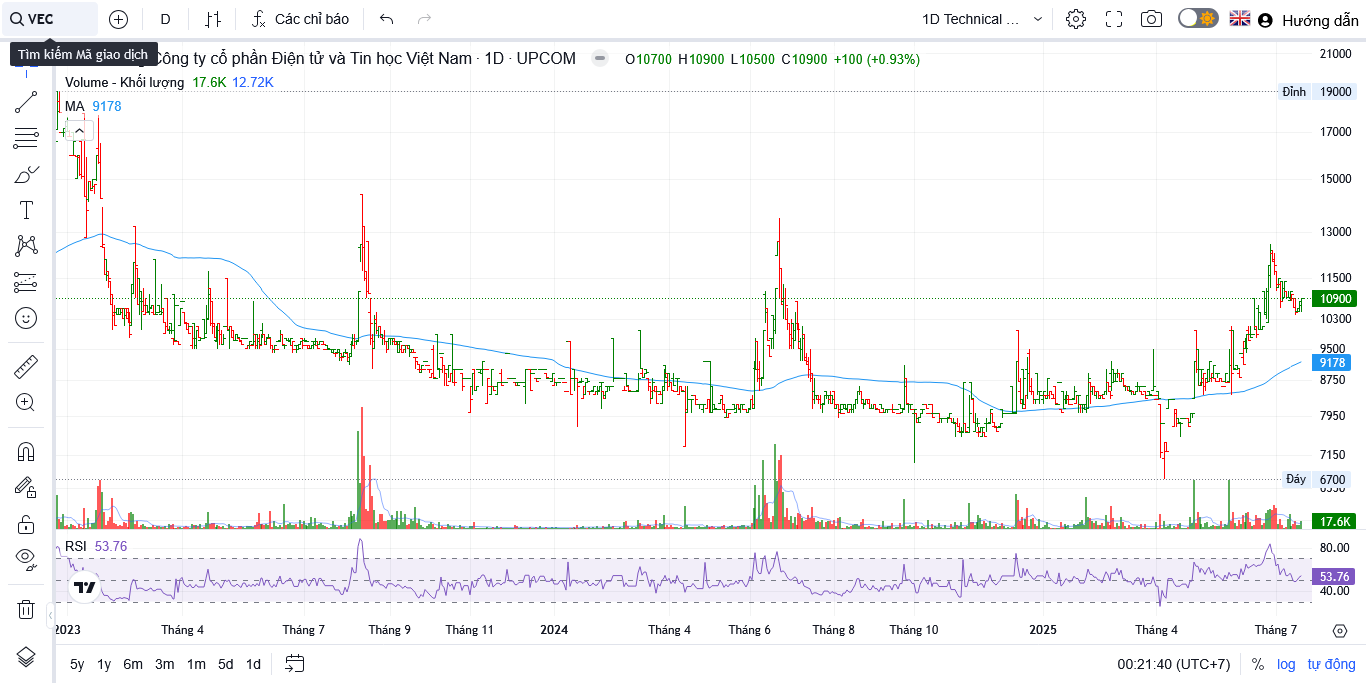 VEC
D
Các chỉ báo
1D Technical ...
Hướng dẫn
Tìm kiếm Mã giao dịch
Công ty cổ phần Điện tử và Tin học Việt Nam · 1D · UPCOM
O10700 H10900 L10500 C10900 +100 (+0.93%)
Volume - Khối lượng 17.6K 12.72K
MA 9178
21000
Đỉnh 19000
17000
15000
13000
11500
10900
10300
9500
9178
8750
7950
7150
Đáy 6700
17.6K
RSI 53.76
80.00
53.76
40.00
2023 Tháng 4 Tháng 7 Tháng 9 Tháng 11 2024 Tháng 4 Tháng 6 Tháng 8 Tháng 10 2025 Tháng 4 Tháng 7
5y 1y 6m 3m 1m 5d 1d
00:21:40 (UTC+7) % log tự động